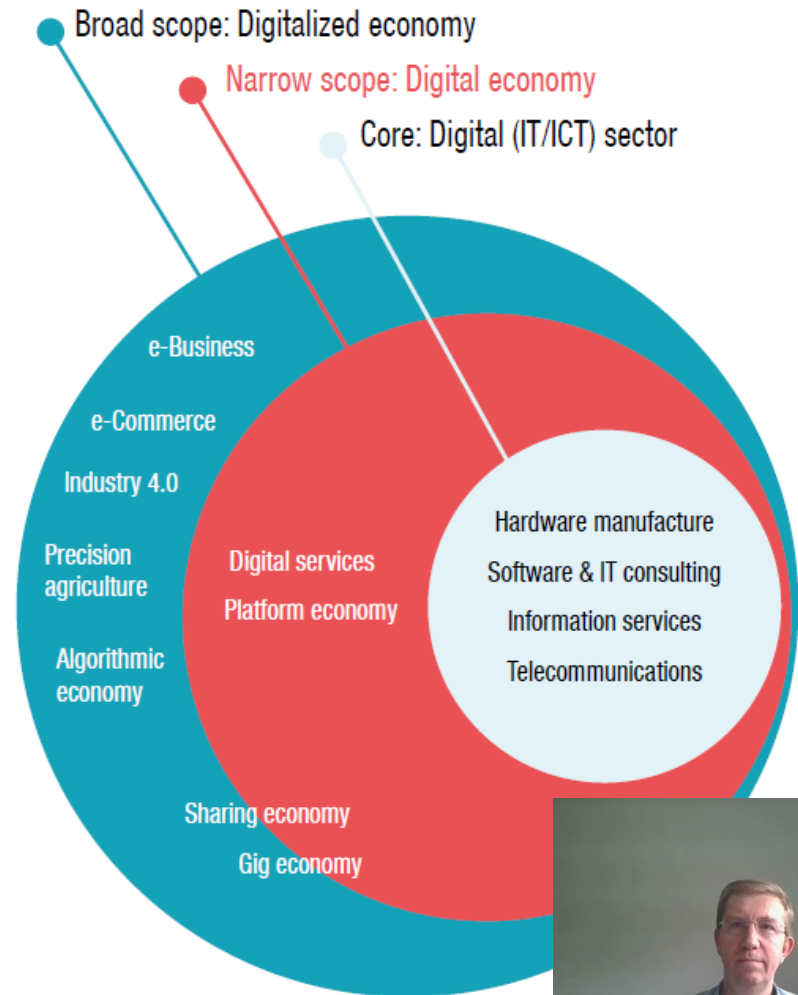 Broad scope: Digitalized economy
Narrow scope: Digital economy
Core: Digital (IT/ICT) sector
e-Business
e-Commerce
Industry 4.0
Precision
agriculture
Algorithmic
economy
Digital services
Platform economy
Hardware manufacture
Software & IT consulting
Information services
Telecommunications
Sharing economy
Gig economy